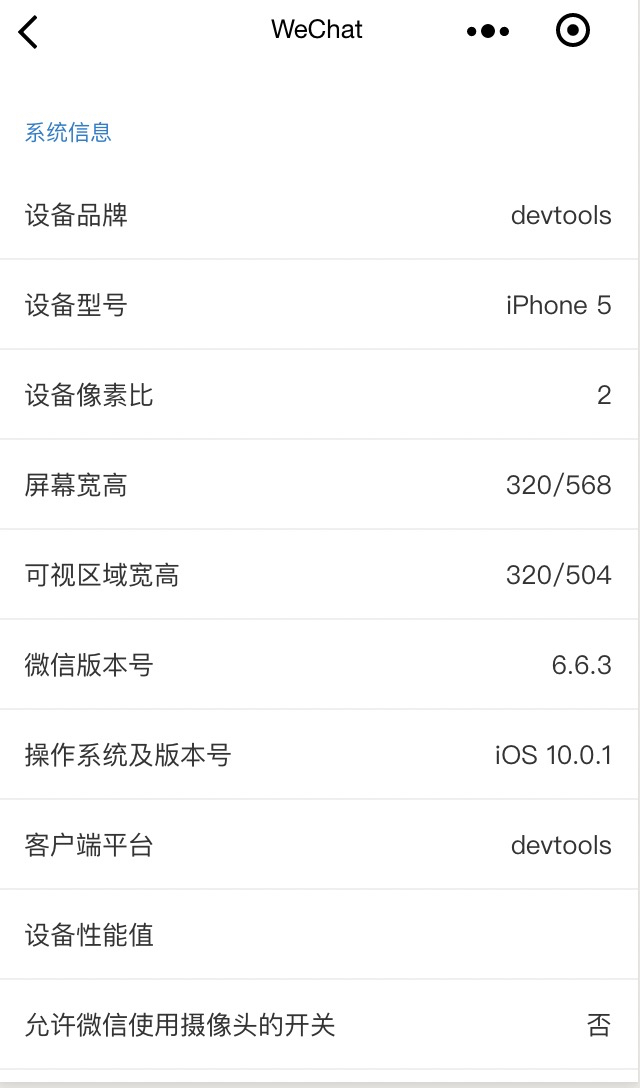 WeChat
系统信息
设备品牌 devtools
设备型号 iPhone 5
设备像素比 2
屏幕宽高 320/568
可视区域宽高 320/504
微信版本号 6.6.3
操作系统及版本号 iOS 10.0.1
客户端平台 devtools
设备性能值
允许微信使用摄像头的开关 否